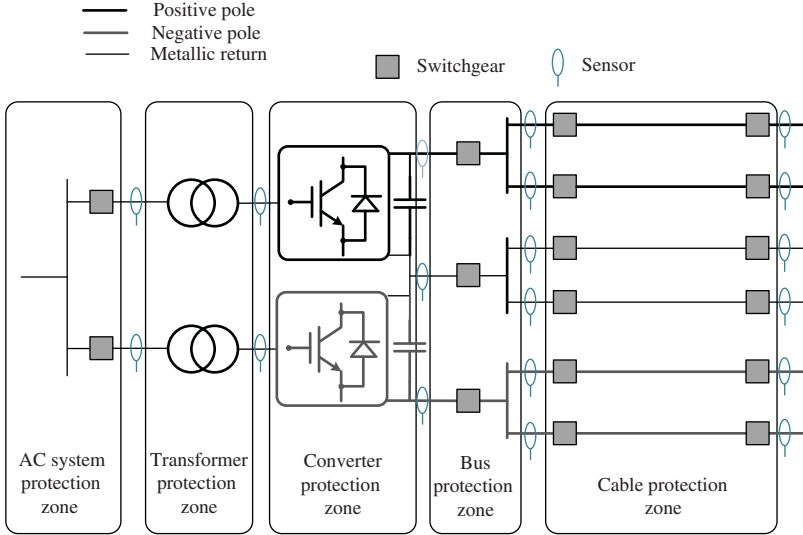 Positive pole
Negative pole
Metallic return
Switchgear
Sensor
AC system
protection
zone
Transformer
protection
zone
Converter
protection
zone
Bus
protection
zone
Cable protection
zone